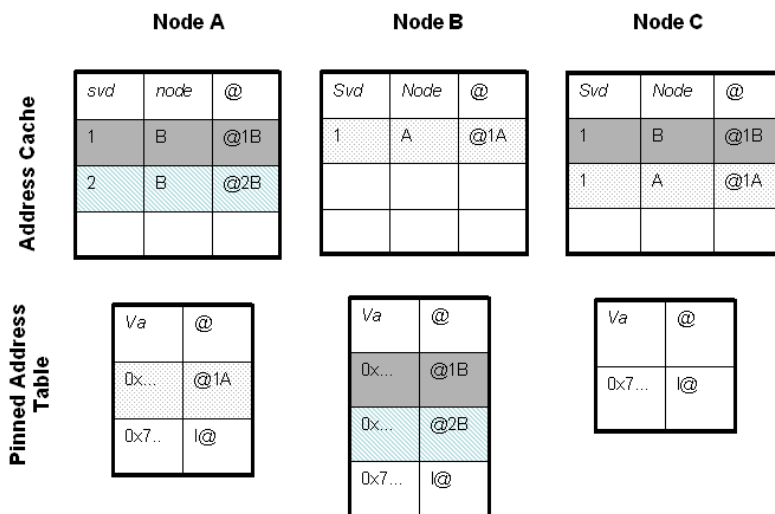 Node A Node B Node C
Address Cache
svd node @ Svd Node @ Svd Node @
1 B @1B 1 A @1A 1 B @1B
2 B @2B 1 A @1A
Pinned Address Table
Va @ Va @ Va @
0x... @1A 0x... @1B 0x7... l@
0x7.. l@ 0x... @2B
0x7... l@